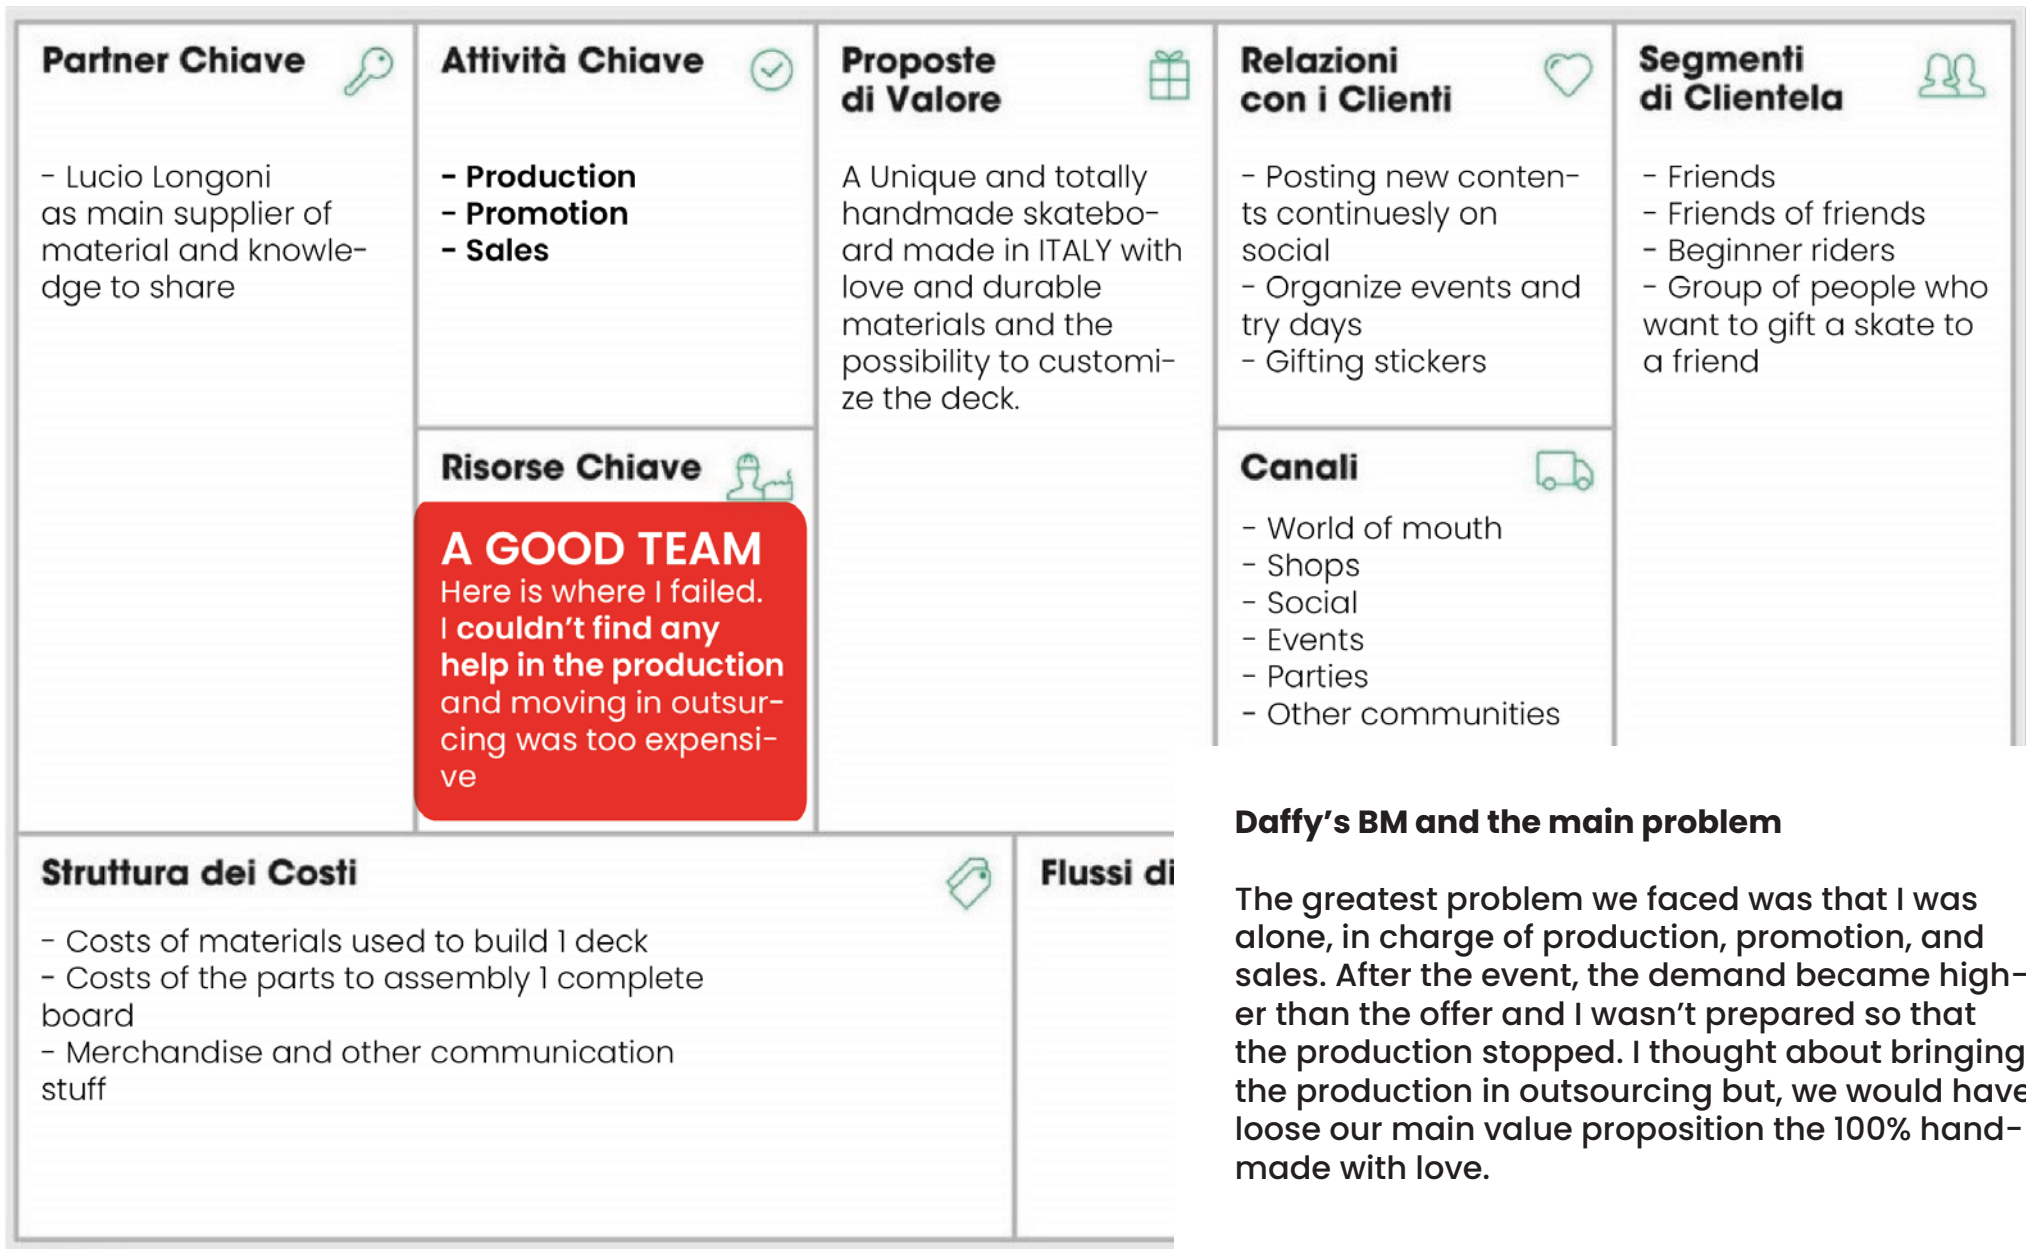 Partner Chiave
- Lucio Longoni
as main supplier of
material and knowle-
dge to share
Attività Chiave
- Production
- Promotion
- Sales
Risorse Chiave
A GOOD TEAM
Here is where I failed.
I couldn't find any
help in the production
and moving in outsur-
cing was too expensi-
ve
Proposte
di Valore
A Unique and totally
handmade skatebo-
ard made in ITALY with
love and durable
materials and the
possibility to customi-
ze the deck.
Relazioni
con i Clienti
- Posting new conten-
ts continuesly on
social
- Organize events and
try days
- Gifting stickers
Canali
- World of mouth
- Shops
- Social
- Events
- Parties
- Other communities
Segmenti
di Clientela
- Friends
- Friends of friends
- Beginner riders
- Group of people who
want to gift a skate to
a friend
Struttura dei Costi
- Costs of materials used to build 1 deck
- Costs of the parts to assembly 1 complete
board
- Merchandise and other communication
stuff
Flussi di
Daffy's BM and the main problem
The greatest problem we faced was that I was
alone, in charge of production, promotion, and
sales. After the event, the demand became high-
er than the offer and I wasn't prepared so that
the production stopped. I thought about bringing
the production in outsourcing but, we would have
loose our main value proposition the 100% hand-
made with love.